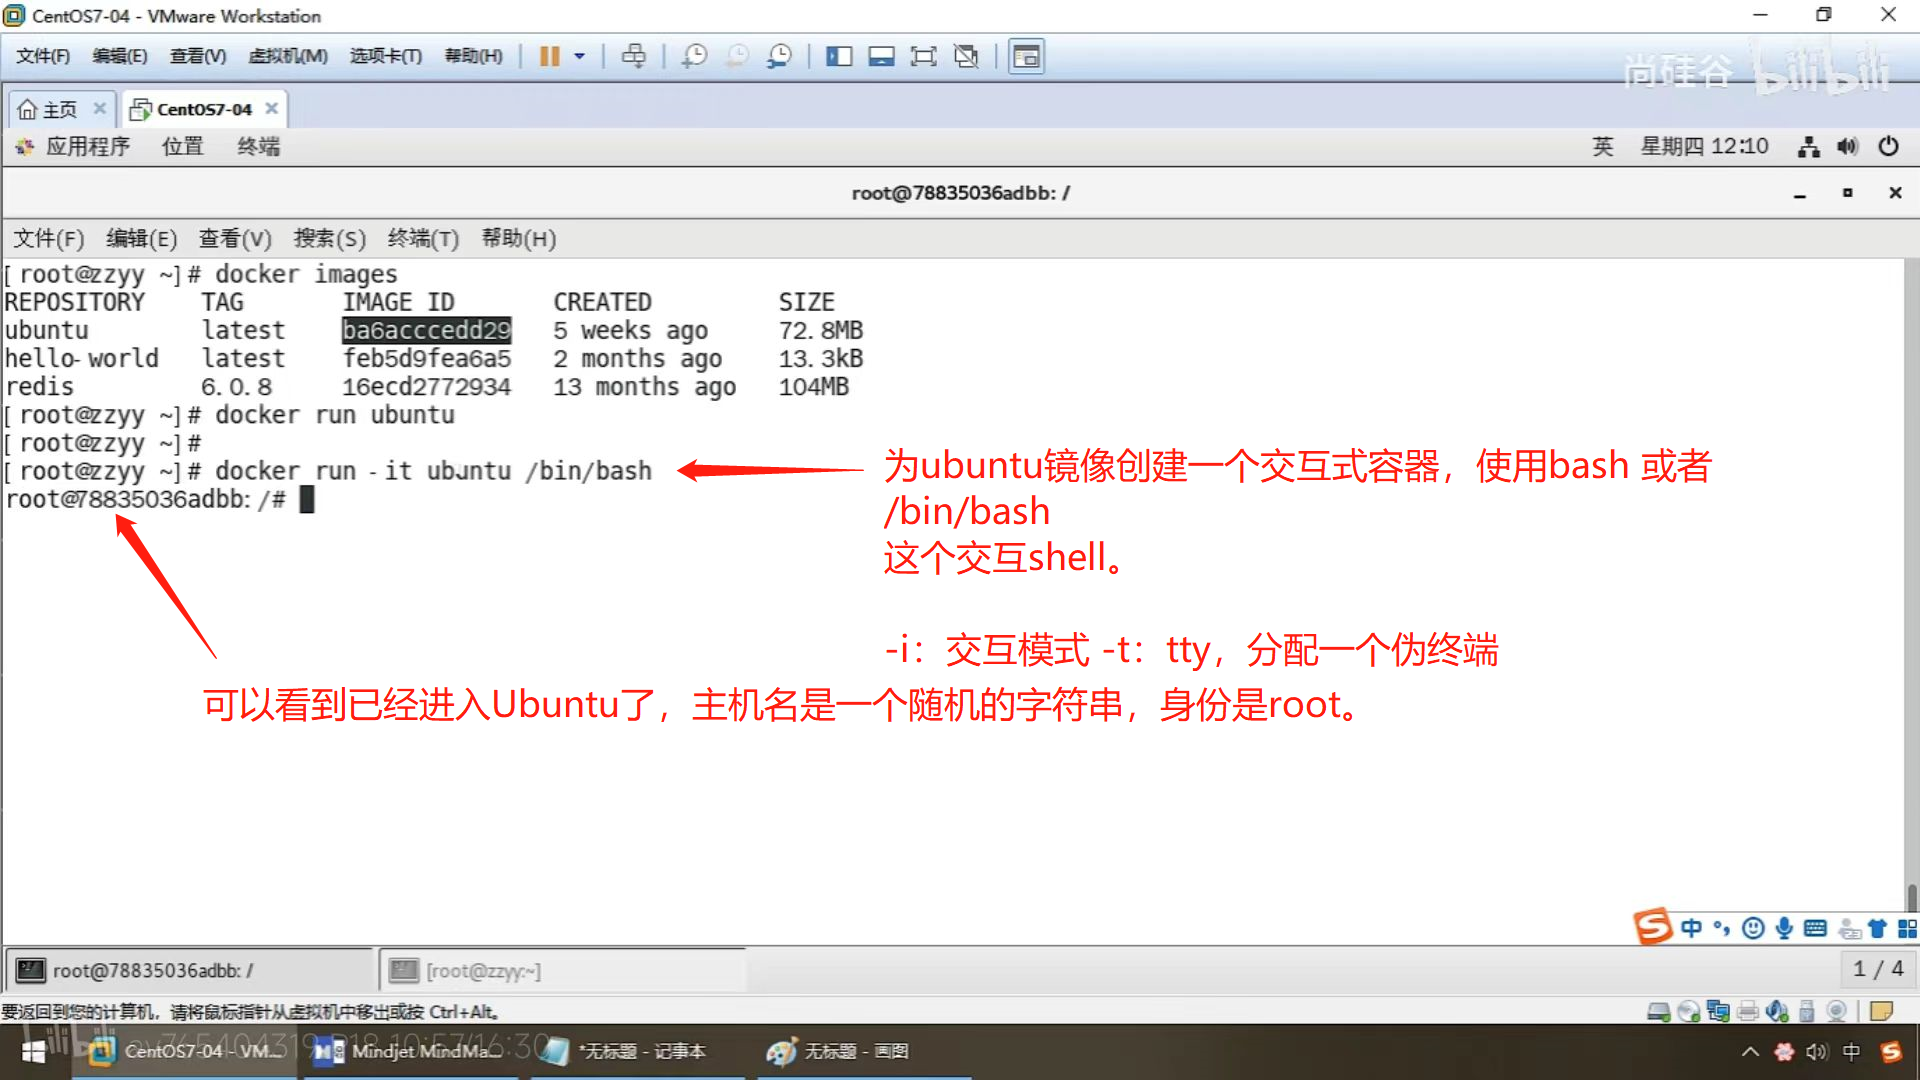 CentOS7-04 - VMware Workstation
文件(F) 编辑(E) 查看(V) 虚拟机(M) 选项卡(T) 帮助(H)
尚硅谷 bilibili
主页 CentOS7-04
应用程序 位置 终端 英 星期四 12:10
root@78835036adbb: /
文件(F) 编辑(E) 查看(V) 搜索(S) 终端(T) 帮助(H)
[root@zzyy ~]# docker images
REPOSITORY TAG IMAGE ID CREATED SIZE
ubuntu latest ba6acccedd29 5 weeks ago 72.8MB
hello-world latest feb5d9fea6a5 2 months ago 13.3kB
redis 6.0.8 16ecd2772934 13 months ago 104MB
[root@zzyy ~]# docker run ubuntu
[root@zzyy ~]#
[root@zzyy ~]# docker run -it ubuntu /bin/bash
root@78835036adbb:/#
为ubuntu镜像创建一个交互式容器，使用bash 或者
/bin/bash
这个交互shell。
-i：交互模式 -t：tty，分配一个伪终端
可以看到已经进入Ubuntu了，主机名是一个随机的字符串，身份是root。
中
root@78835036adbb: / [root@zzyy:~] 1 / 4
要返回到您的计算机，请将鼠标指针从虚拟机中移出或按 Ctrl+Alt。
bilibili av765404319 P18 10:57/16:30
CentOS7-04 - VM... Mindjet MindMa... *无标题 - 记事本 无标题 - 画图 中